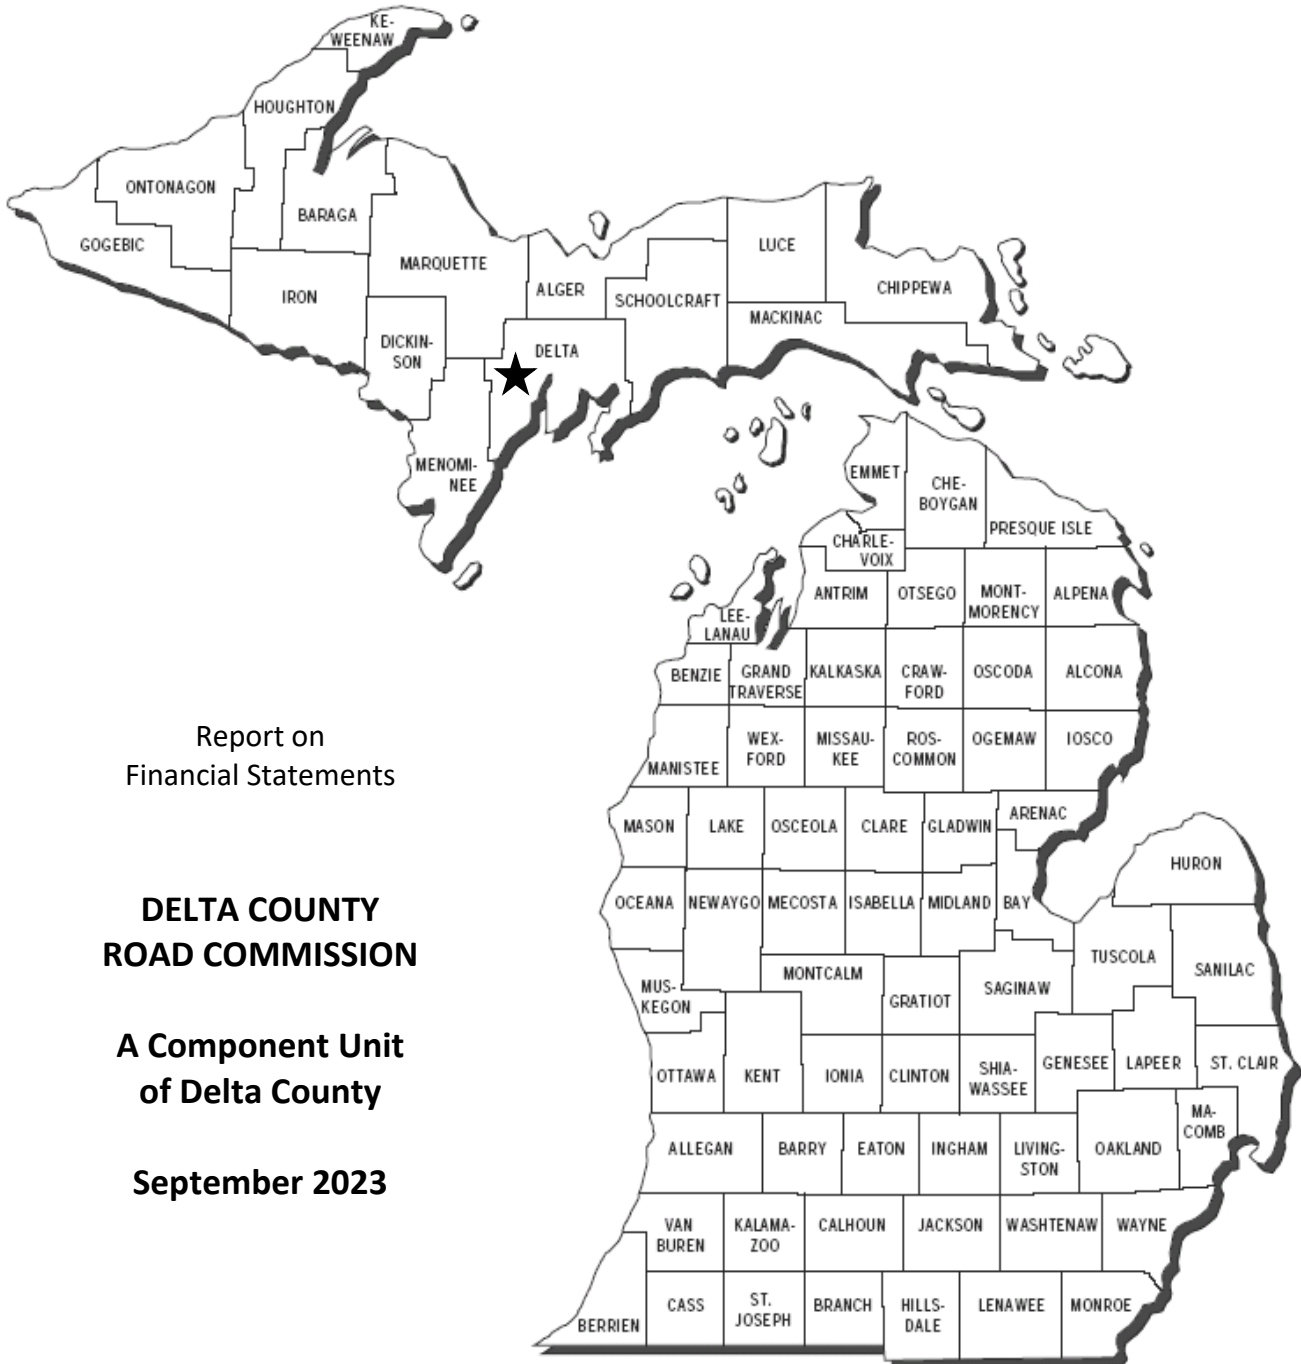 KE-
WEENAW
HOUGHTON
ONTONAGON
BARAGA
GOGEBIC
MARQUETTE
LUCE
ALGER
SCHOOLCRAFT
CHIPPEWA
IRON
MACKINAC
DICKIN-
SON
DELTA
MENOMI-
NEE
EMMET
CHE-
BOYGAN
PRESQUE ISLE
CHARLE-
VOIX
ANTRIM
OTSEGO
MONT-
MORENCY
ALPENA
LEE-
LANAU
BENZIE
GRAND
TRAVERSE
KALKASKA
CRAW-
FORD
OSCODA
ALCONA
Report on
Financial Statements
MANISTEE
WEX-
FORD
MISSAU-
KEE
ROS-
COMMON
OGEMAW
IOSCO
MASON
LAKE
OSCEOLA
CLARE
GLADWIN
ARENAC
HURON
DELTA COUNTY
ROAD COMMISSION
OCEANA
NEWAYGO
MECOSTA
ISABELLA
MIDLAND
BAY
TUSCOLA
SANILAC
MUS-
KEGON
MONTCALM
GRATIOT
SAGINAW
A Component Unit
of Delta County
OTTAWA
KENT
IONIA
CLINTON
SHIA-
WASSEE
GENESEE
LAPEER
ST. CLAIR
MA-
COMB
ALLEGAN
BARRY
EATON
INGHAM
LIVING-
STON
OAKLAND
September 2023
VAN
BUREN
KALAMA-
ZOO
CALHOUN
JACKSON
WASHTENAW
WAYNE
BERRIEN
CASS
ST.
JOSEPH
BRANCH
HILLS-
DALE
LENAWEE
MONROE